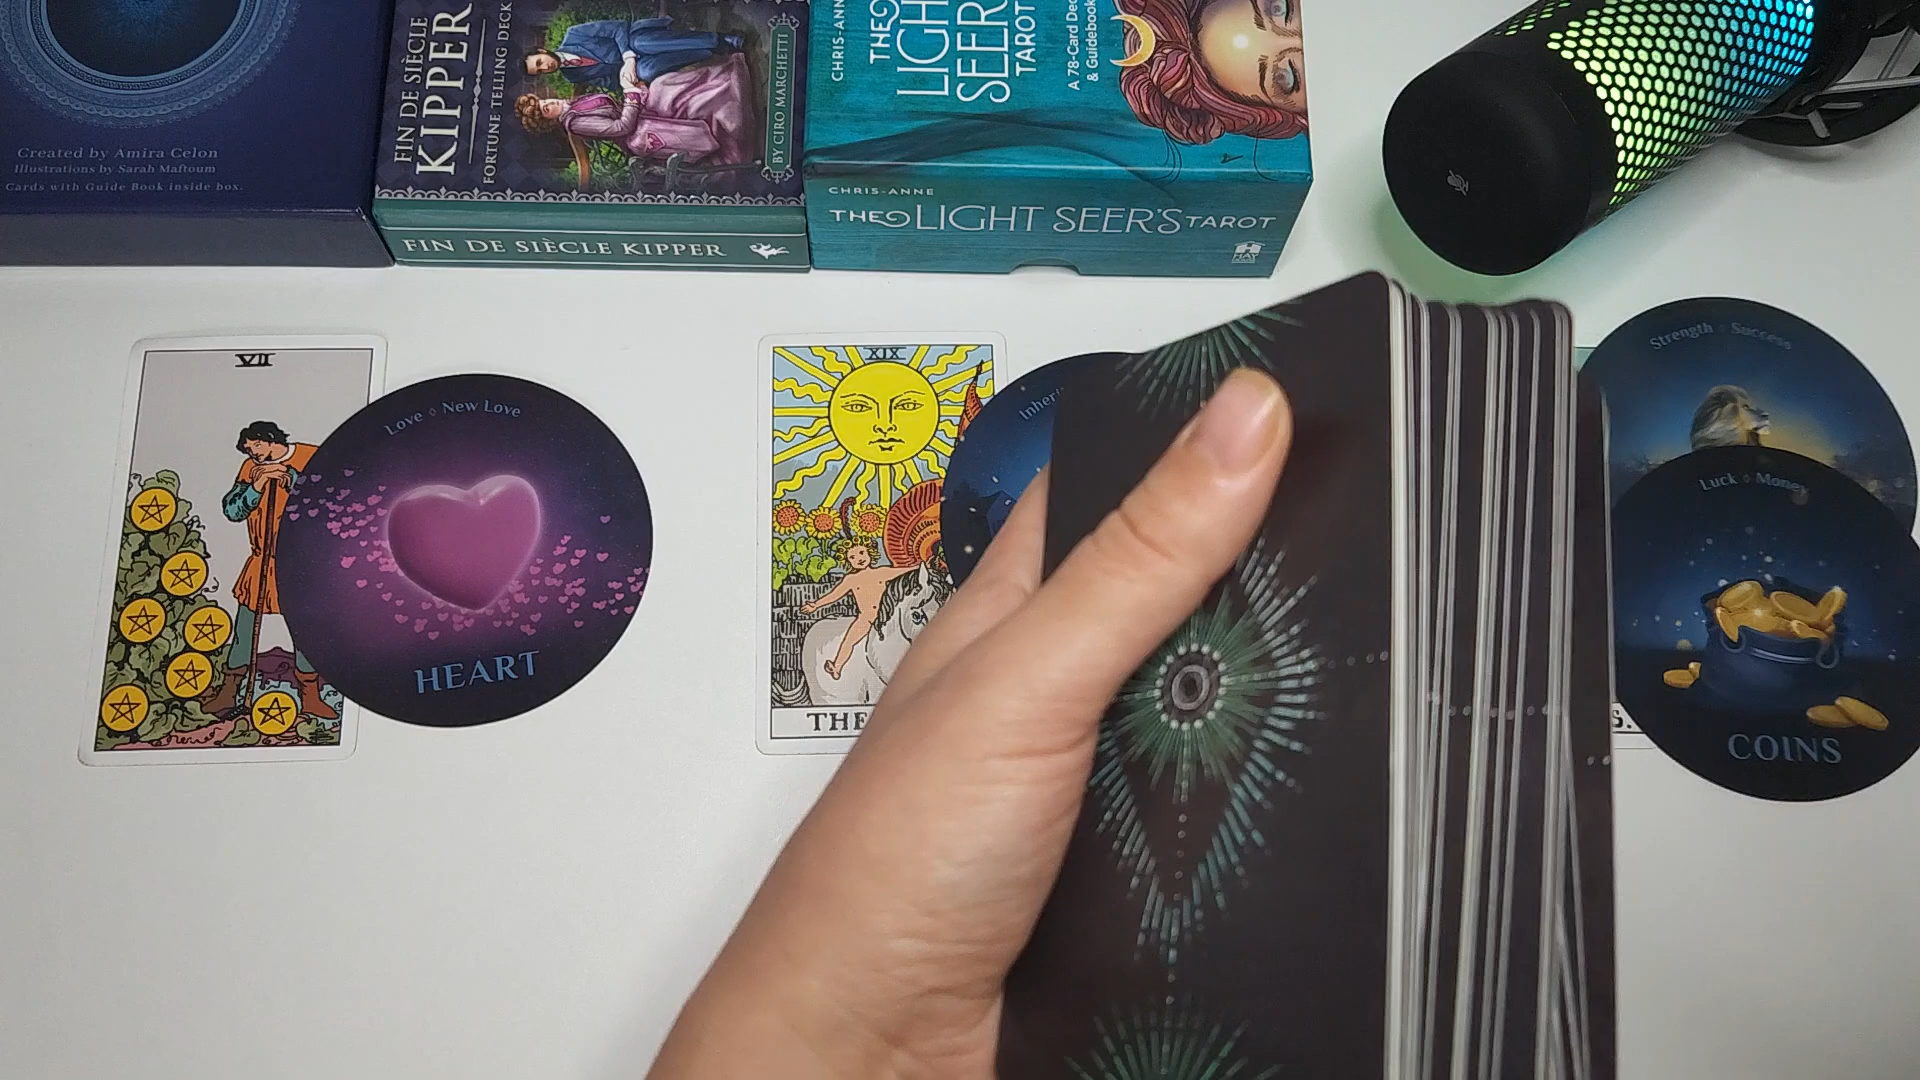 Created by Amira Celon
Illustrations by Sarah Maftoum
Cards with Guide Book inside box.
FIN DE SIÈCLE
KIPPER
FORTUNE TELLING DECK
BY CIRO MARCHETTI
FIN DE SIÈCLE KIPPER
CHRIS-ANNE
THE
LIGHT
SEER'S
TAROT
A 78-Card Deck
& Guidebook
CHRIS-ANNE
THE LIGHT SEER'S TAROT
HAY
HOUSE
VII
Love ◊ New Love
HEART
XIX
THE
Strength ◊ Success
Luck ◊ Money
COINS
S.